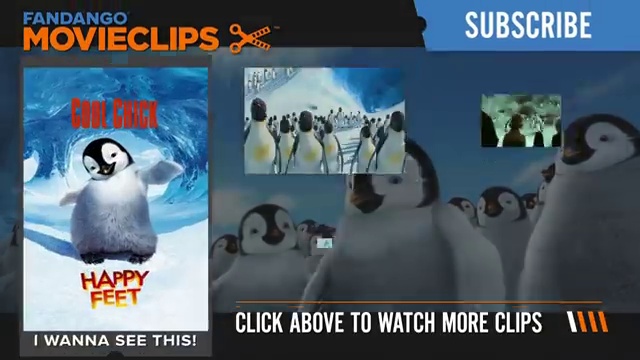 FANDANGO
MOVIECLIPS
SUBSCRIBE
COOL CHICK
HAPPY
FEET
I WANNA SEE THIS!
CLICK ABOVE TO WATCH MORE CLIPS